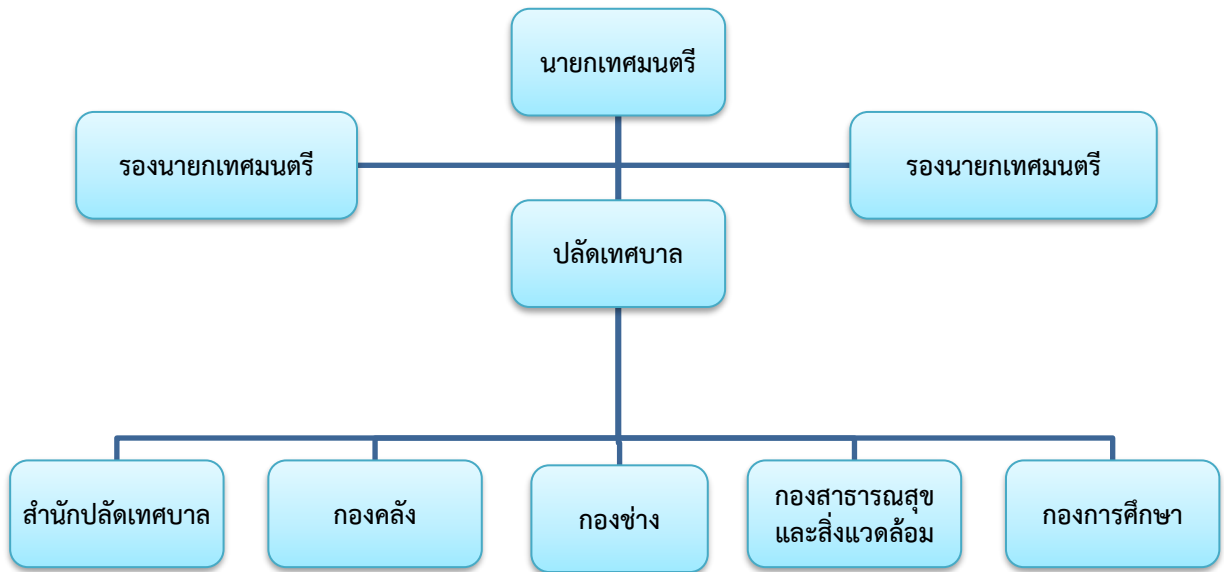 นายกเทศมนตรี
รองนายกเทศมนตรี
รองนายกเทศมนตรี
ปลัดเทศบาล
สำนักปลัดเทศบาล
กองคลัง
กองช่าง
กองสาธารณสุข
และสิ่งแวดล้อม
กองการศึกษา